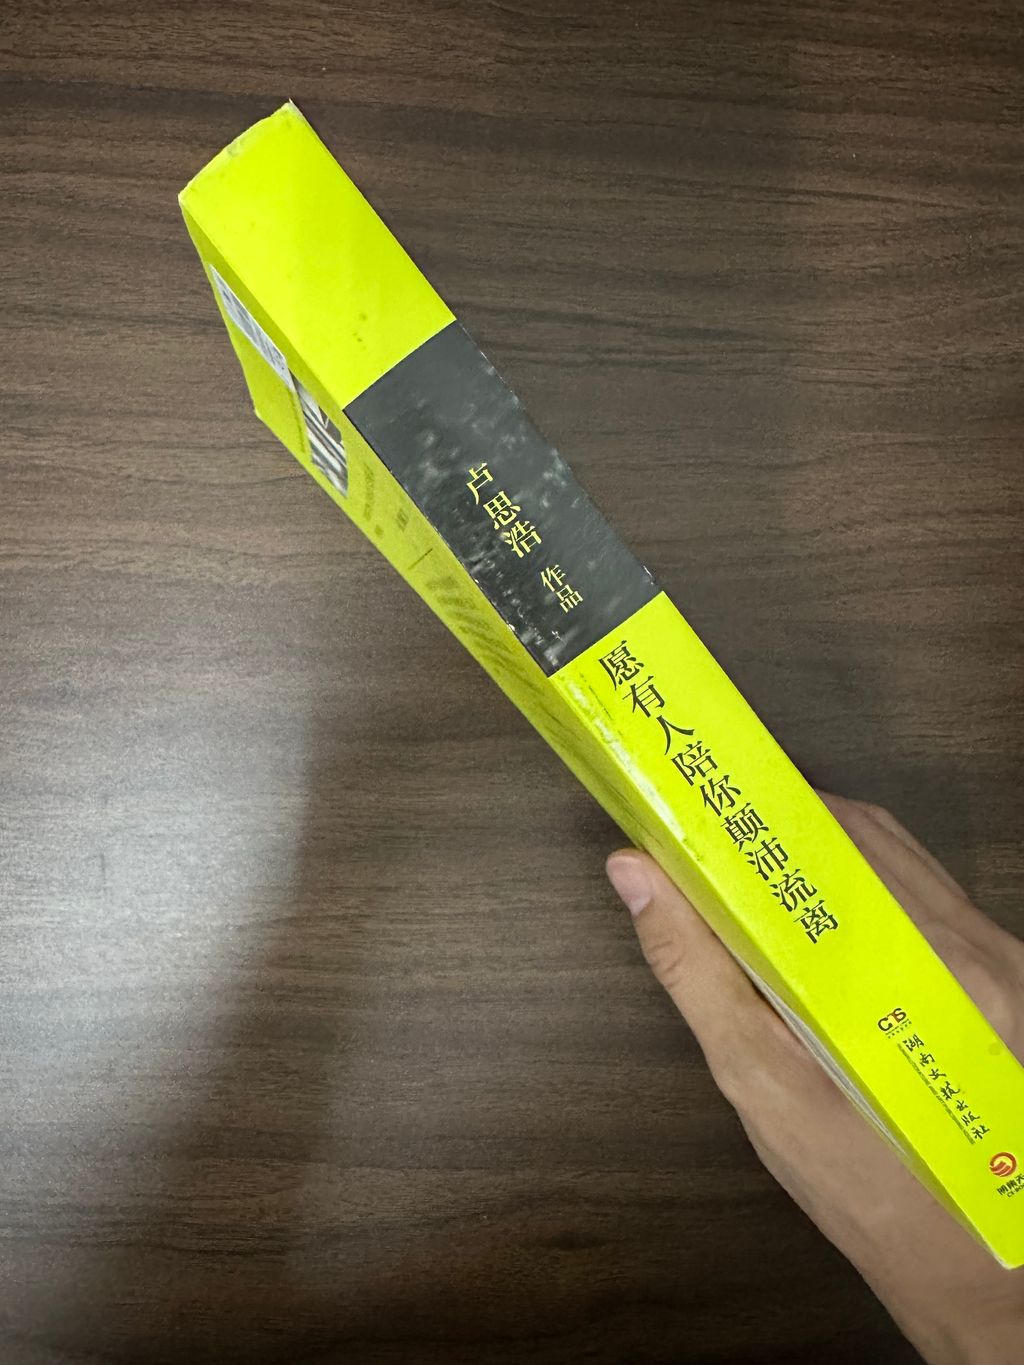 卢思浩 作品
愿有人陪你颠沛流离
CNS
湖南文艺出版社